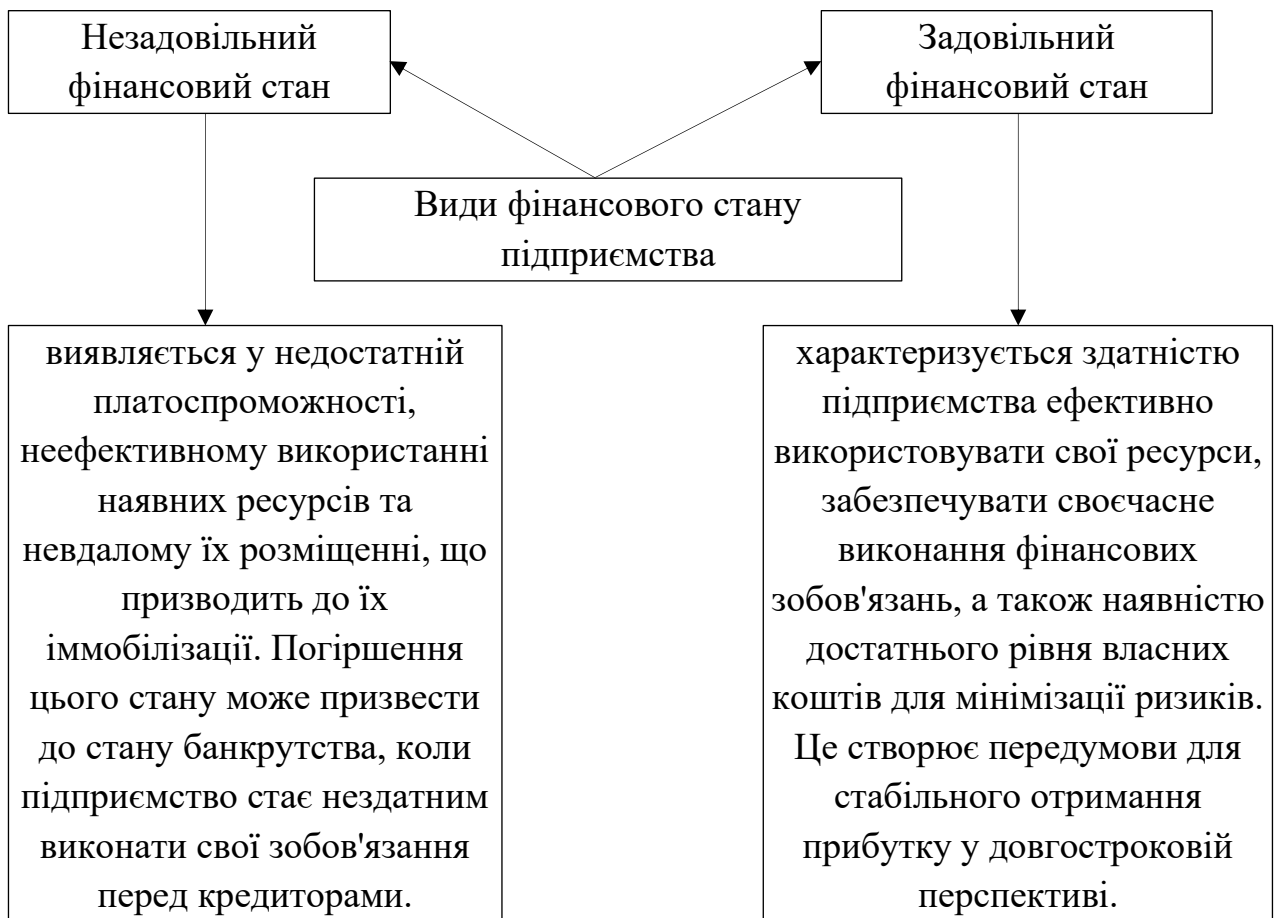 Незадовільний
фінансовий стан
Задовільний
фінансовий стан
Види фінансового стану
підприємства
виявляється у недостатній
платоспроможності,
неефективному використанні
наявних ресурсів та
невдалому їх розміщенні, що
призводить до їх
іммобілізації. Погіршення
цього стану може призвести
до стану банкрутства, коли
підприємство стає нездатним
виконати свої зобов'язання
перед кредиторами.
характеризується здатністю
підприємства ефективно
використовувати свої ресурси,
забезпечувати своєчасне
виконання фінансових
зобов'язань, а також наявністю
достатнього рівня власних
коштів для мінімізації ризиків.
Це створює передумови для
стабільного отримання
прибутку у довгостроковій
перспективі.